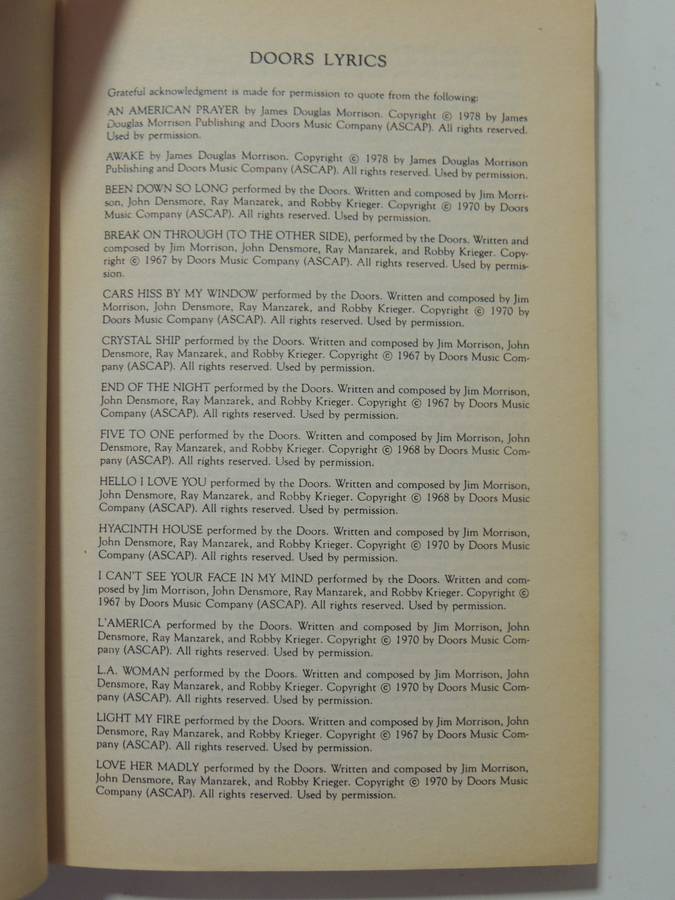 DOORS LYRICS
Grateful acknowledgment is made for permission to quote from the following:
AN AMERICAN PRAYER by James Douglas Morrison. Copyright © 1978 by James
Douglas Morrison Publishing and Doors Music Company (ASCAP). All rights reserved.
Used by permission.
AWAKE by James Douglas Morrison. Copyright © 1978 by James Douglas Morrison
Publishing and Doors Music Company (ASCAP). All rights reserved. Used by permission.
BEEN DOWN SO LONG performed by the Doors. Written and composed by Jim Morri-
son, John Densmore, Ray Manzarek, and Robby Krieger. Copyright © 1970 by Doors
Music Company (ASCAP). All rights reserved. Used by permission.
BREAK ON THROUGH (TO THE OTHER SIDE), performed by the Doors. Written and
composed by Jim Morrison, John Densmore, Ray Manzarek, and Robby Krieger. Copy-
right © 1967 by Doors Music Company (ASCAP). All rights reserved. Used by permis-
sion.
CARS HISS BY MY WINDOW performed by the Doors. Written and composed by Jim
Morrison, John Densmore, Ray Manzarek, and Robby Krieger. Copyright © 1970 by
Doors Music Company (ASCAP). All rights reserved. Used by permission.
CRYSTAL SHIP performed by the Doors. Written and composed by Jim Morrison, John
Densmore, Ray Manzarek, and Robby Krieger. Copyright © 1967 by Doors Music Com-
pany (ASCAP). All rights reserved. Used by permission.
END OF THE NIGHT performed by the Doors. Written and composed by Jim Morrison,
John Densmore, Ray Manzarek, and Robby Krieger. Copyright © 1967 by Doors Music
Company (ASCAP). All rights reserved. Used by permission.
FIVE TO ONE performed by the Doors. Written and composed by Jim Morrison, John
Densmore, Ray Manzarek, and Robby Krieger. Copyright © 1968 by Doors Music Com-
pany (ASCAP). All rights reserved. Used by permission.
HELLO I LOVE YOU performed by the Doors. Written and composed by Jim Morrison,
John Densmore, Ray Manzarek, and Robby Krieger. Copyright © 1968 by Doors Music
Company (ASCAP). All rights reserved. Used by permission.
HYACINTH HOUSE performed by the Doors. Written and composed by Jim Morrison,
John Densmore, Ray Manzarek, and Robby Krieger. Copyright © 1970 by Doors Music
Company (ASCAP). All rights reserved. Used by permission.
I CAN'T SEE YOUR FACE IN MY MIND performed by the Doors. Written and com-
posed by Jim Morrison, John Densmore, Ray Manzarek, and Robby Krieger. Copyright ©
1967 by Doors Music Company (ASCAP). All rights reserved. Used by permission.
L'AMERICA performed by the Doors. Written and composed by Jim Morrison, John
Densmore, Ray Manzarek, and Robby Krieger. Copyright © 1970 by Doors Music Com-
pany (ASCAP). All rights reserved. Used by permission.
L.A. WOMAN performed by the Doors. Written and composed by Jim Morrison, John
Densmore, Ray Manzarek, and Robby Krieger. Copyright © 1970 by Doors Music Com-
pany (ASCAP). All rights reserved. Used by permission.
LIGHT MY FIRE performed by the Doors. Written and composed by Jim Morrison, John
Densmore, Ray Manzarek, and Robby Krieger. Copyright © 1967 by Doors Music Com-
pany (ASCAP). All rights reserved. Used by permission.
LOVE HER MADLY performed by the Doors. Written and composed by Jim Morrison,
John Densmore, Ray Manzarek, and Robby Krieger. Copyright © 1970 by Doors Music
Company (ASCAP). All rights reserved. Used by permission.